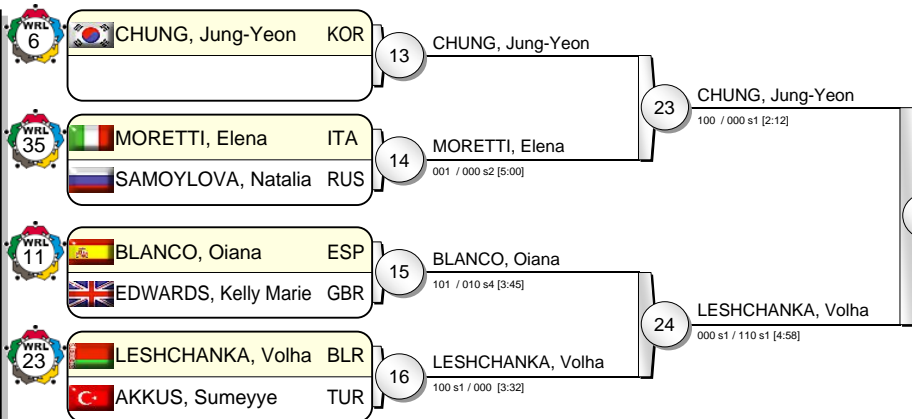 WRL
6
CHUNG, Jung-Yeon KOR
13
CHUNG, Jung-Yeon
23
CHUNG, Jung-Yeon
100 / 000 s1 [2:12]
WRL
35
MORETTI, Elena ITA
SAMOYLOVA, Natalia RUS
14
MORETTI, Elena
001 / 000 s2 [5:00]
WRL
11
BLANCO, Oiana ESP
EDWARDS, Kelly Marie GBR
15
BLANCO, Oiana
101 / 010 s4 [3:45]
24
LESHCHANKA, Volha
000 s1 / 110 s1 [4:58]
WRL
23
LESHCHANKA, Volha BLR
AKKUS, Sumeyye TUR
16
LESHCHANKA, Volha
100 s1 / 000 [3:32]